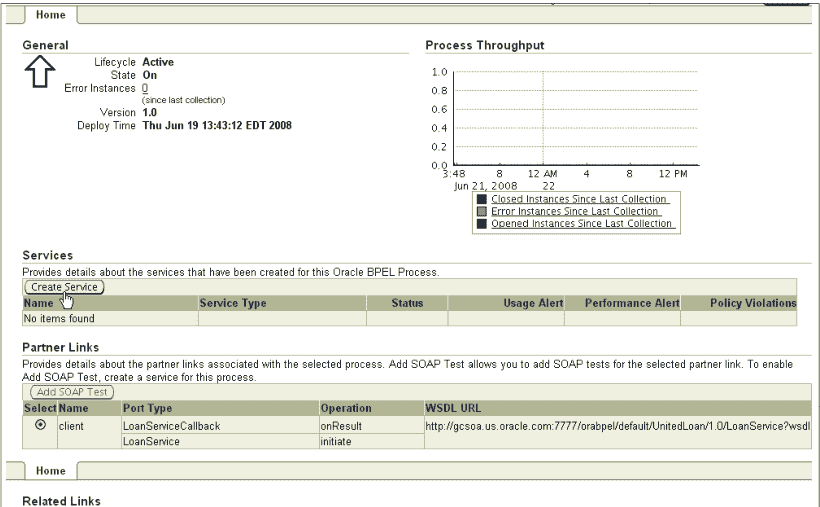 Home
General
Lifecycle Active
State On
Error Instances 0
(since last collection)
Version 1.0
Deploy Time Thu Jun 19 13:43:12 EDT 2008
Process Throughput
1.0
0.8
0.6
0.4
0.2
0.0
3:48 8 12 AM 4 8 12 PM
Jun 21, 2008 22
Closed Instances Since Last Collection
Error Instances Since Last Collection
Opened Instances Since Last Collection
Services
Provides details about the services that have been created for this Oracle BPEL Process.
Create Service
Name Service Type Status Usage Alert Performance Alert Policy Violations
No items found
Partner Links
Provides details about the partner links associated with the selected process. Add SOAP Test allows you to add SOAP tests for the selected partner link. To enable
Add SOAP Test, create a service for this process.
Add SOAP Test
Select Name Port Type Operation WSDL URL
client LoanServiceCallback onResult http://gcsoa.us.oracle.com:7777/orabpel/default/UnitedLoan/1.0/LoanService?wsdl
LoanService initiate
Home
Related Links